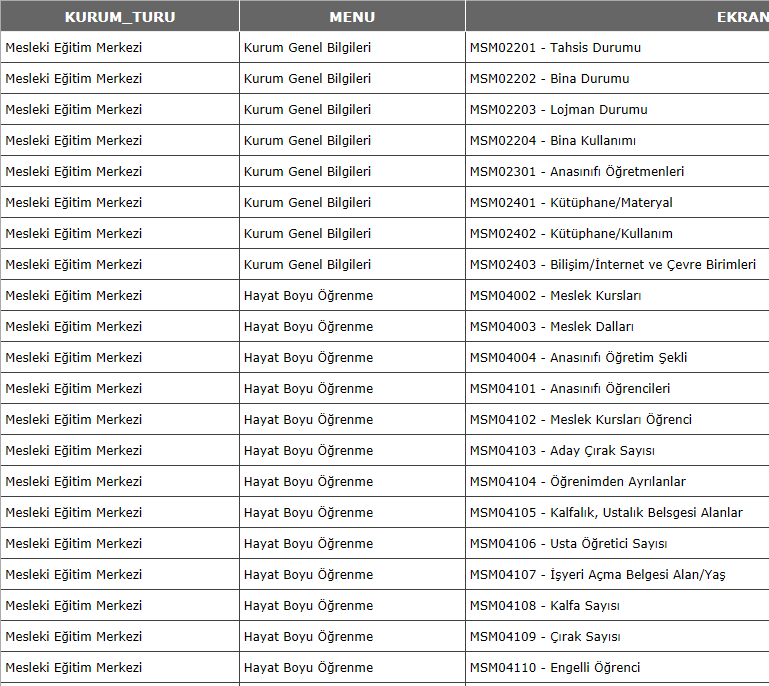 KURUM_TURU MENU EKRAN
Mesleki Eğitim Merkezi Kurum Genel Bilgileri MSM02201 - Tahsis Durumu
Mesleki Eğitim Merkezi Kurum Genel Bilgileri MSM02202 - Bina Durumu
Mesleki Eğitim Merkezi Kurum Genel Bilgileri MSM02203 - Lojman Durumu
Mesleki Eğitim Merkezi Kurum Genel Bilgileri MSM02204 - Bina Kullanımı
Mesleki Eğitim Merkezi Kurum Genel Bilgileri MSM02301 - Anasınıfı Öğretmenleri
Mesleki Eğitim Merkezi Kurum Genel Bilgileri MSM02401 - Kütüphane/Materyal
Mesleki Eğitim Merkezi Kurum Genel Bilgileri MSM02402 - Kütüphane/Kullanım
Mesleki Eğitim Merkezi Kurum Genel Bilgileri MSM02403 - Bilişim/İnternet ve Çevre Birimleri
Mesleki Eğitim Merkezi Hayat Boyu Öğrenme MSM04002 - Meslek Kursları
Mesleki Eğitim Merkezi Hayat Boyu Öğrenme MSM04003 - Meslek Dalları
Mesleki Eğitim Merkezi Hayat Boyu Öğrenme MSM04004 - Anasınıfı Öğretim Şekli
Mesleki Eğitim Merkezi Hayat Boyu Öğrenme MSM04101 - Anasınıfı Öğrencileri
Mesleki Eğitim Merkezi Hayat Boyu Öğrenme MSM04102 - Meslek Kursları Öğrenci
Mesleki Eğitim Merkezi Hayat Boyu Öğrenme MSM04103 - Aday Çırak Sayısı
Mesleki Eğitim Merkezi Hayat Boyu Öğrenme MSM04104 - Öğrenimden Ayrılanlar
Mesleki Eğitim Merkezi Hayat Boyu Öğrenme MSM04105 - Kalfalık, Ustalık Belsgesi Alanlar
Mesleki Eğitim Merkezi Hayat Boyu Öğrenme MSM04106 - Usta Öğretici Sayısı
Mesleki Eğitim Merkezi Hayat Boyu Öğrenme MSM04107 - İşyeri Açma Belgesi Alan/Yaş
Mesleki Eğitim Merkezi Hayat Boyu Öğrenme MSM04108 - Kalfa Sayısı
Mesleki Eğitim Merkezi Hayat Boyu Öğrenme MSM04109 - Çırak Sayısı
Mesleki Eğitim Merkezi Hayat Boyu Öğrenme MSM04110 - Engelli Öğrenci